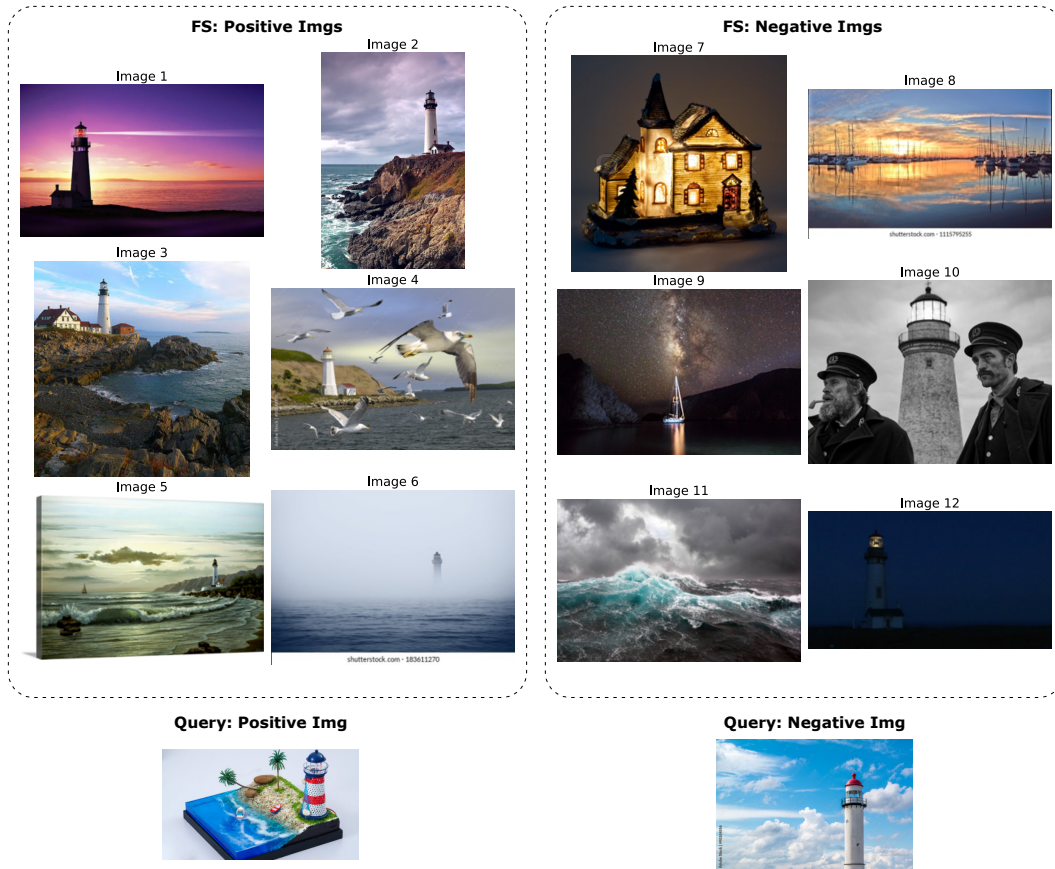 FS: Positive Imgs
FS: Negative Imgs
Image 1
Image 2
Image 3
Image 4
Image 5
Image 6
shutterstock.com · 183611270
Image 7
Image 8
shutterstock.com · 1115795255
Image 9
Image 10
Image 11
Image 12
Query: Positive Img
Query: Negative Img